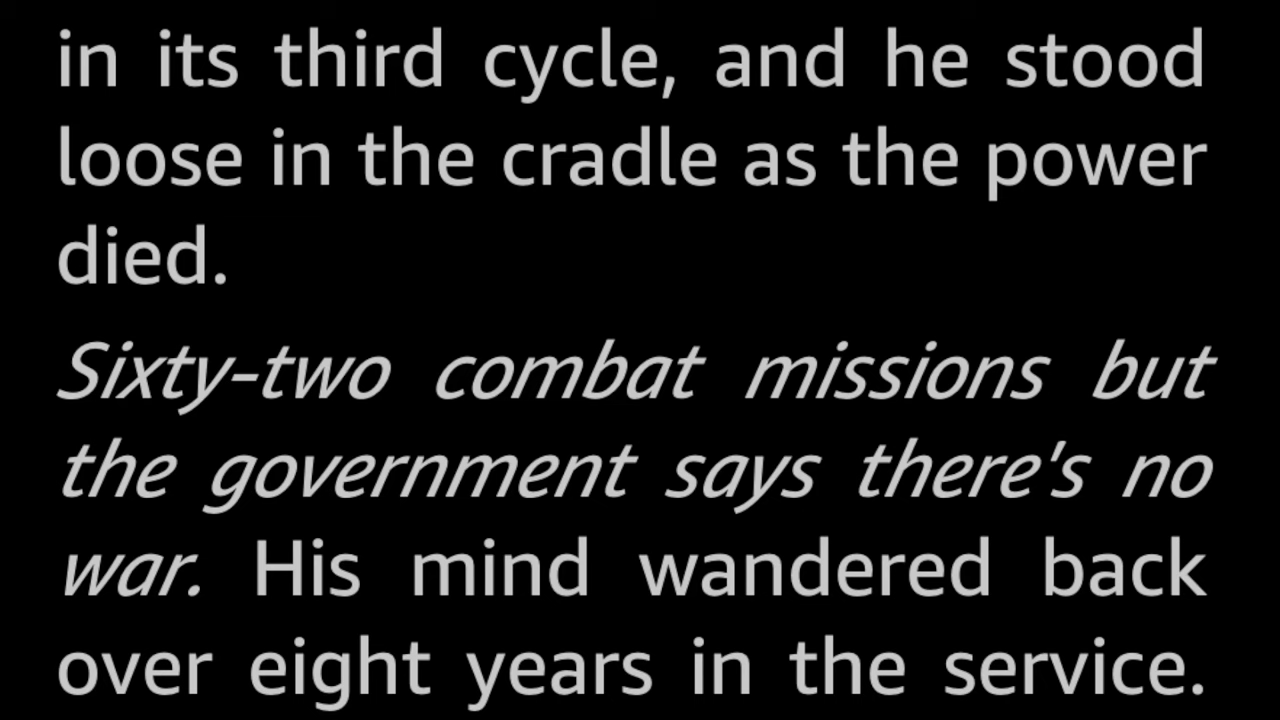 in its third cycle, and he stood
loose in the cradle as the power
died.
Sixty-two combat missions but
the government says there's no
war. His mind wandered back
over eight years in the service.